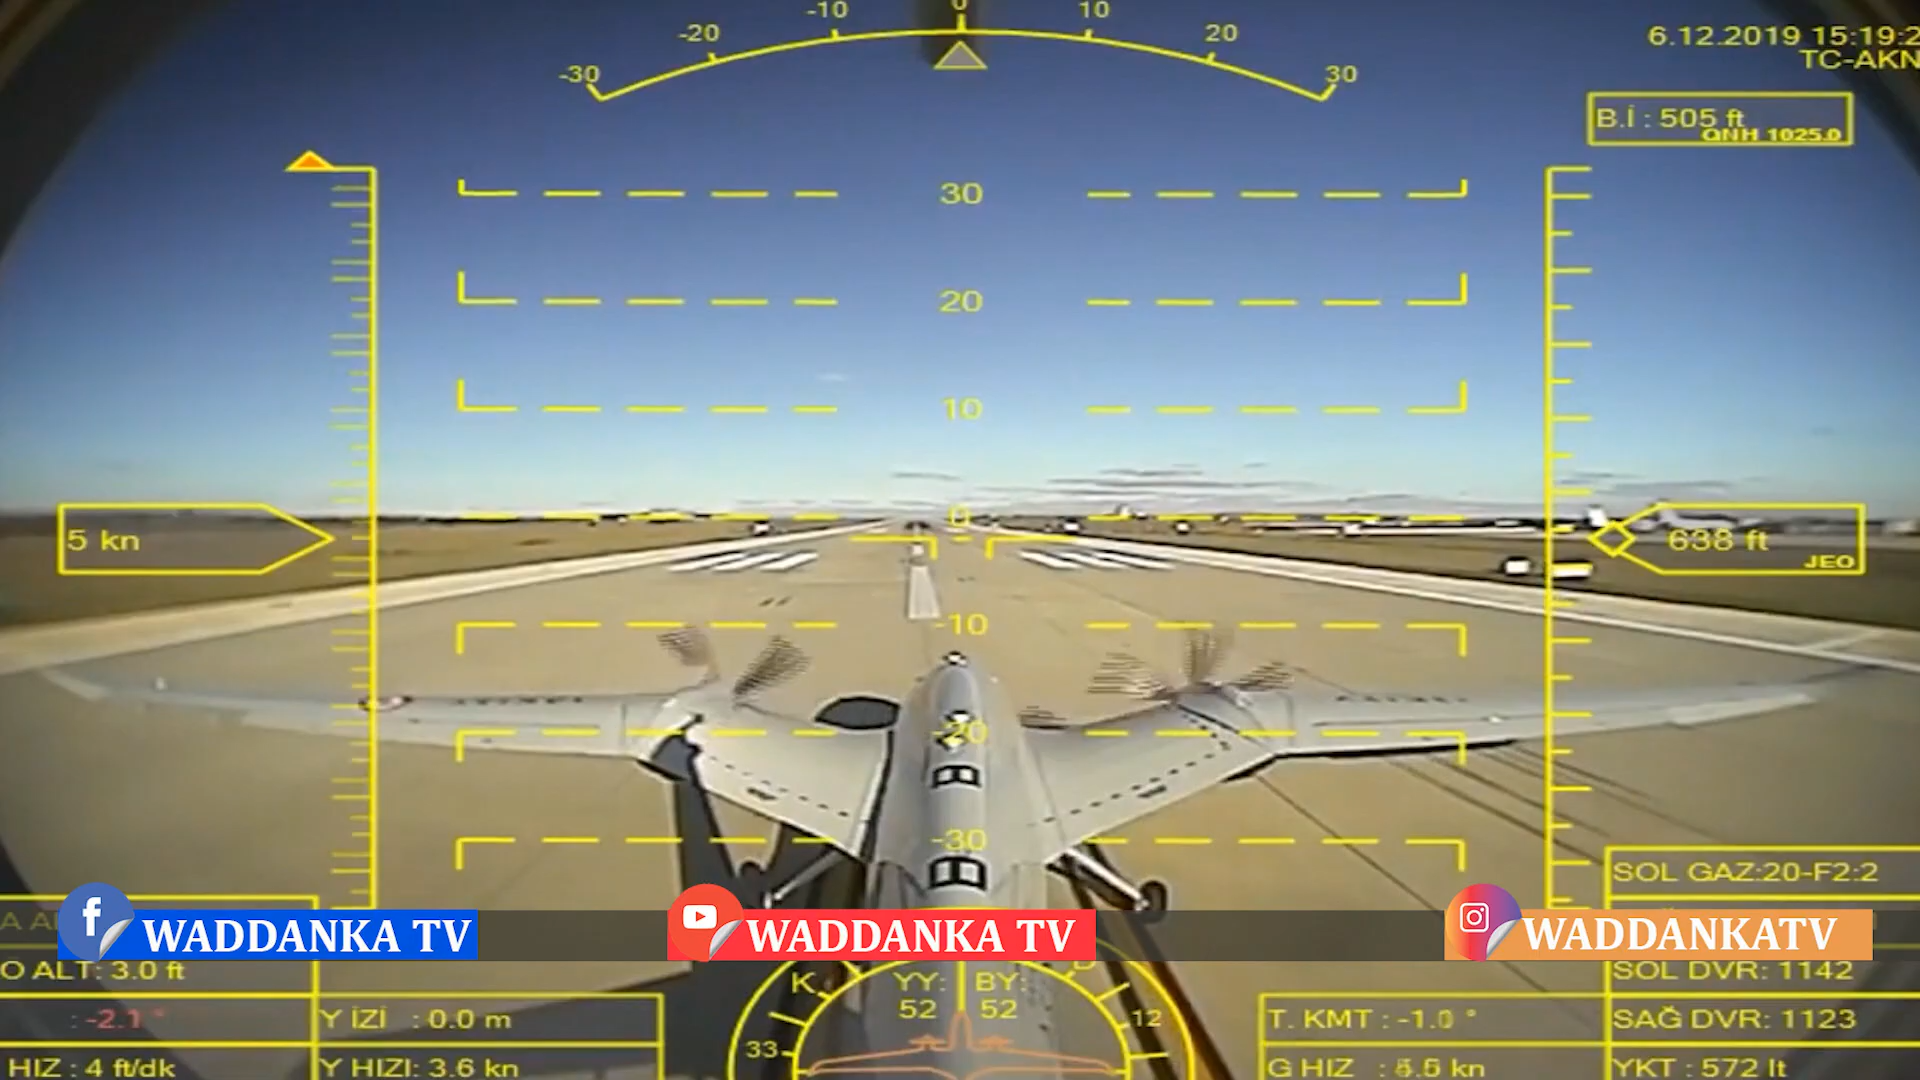 0
-10
10
-20
20
-30
30
6.12.2019 15:19:2
TC-AKN
B.İ : 505 ft
QNH 1025.0
30
20
10
0
5 kn
638 ft
JEO
-10
-20
-30
SOL GAZ:20-F2:2
WADDANKA TV
WADDANKA TV
WADDANKATV
O ALT: 3.0 ft
SOL DVR: 1142
K
YY:
52
BY:
52
D
12
33
: -2.1 °
Y İZİ : 0.0 m
T. KMT : -1.0 °
SAĞ DVR: 1123
HIZ : 4 ft/dk
Y HIZI: 3.6 kn
G HIZ
YKT : 572 lt